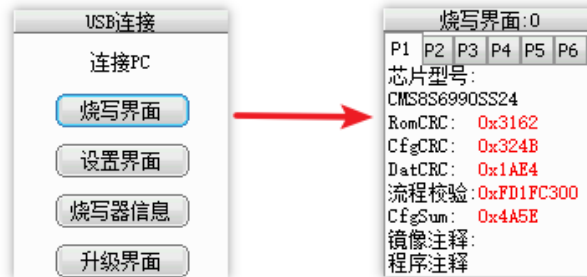 USB连接
连接PC
烧写界面
设置界面
烧写器信息
升级界面
烧写界面:0
P1 P2 P3 P4 P5 P6
芯片型号:
CMS8S6990SS24
RomCRC: 0x3162
CfgCRC: 0x324B
DatCRC: 0x1AE4
流程校验:0xFD1FC300
CfgSum: 0x4A5E
镜像注释:
程序注释